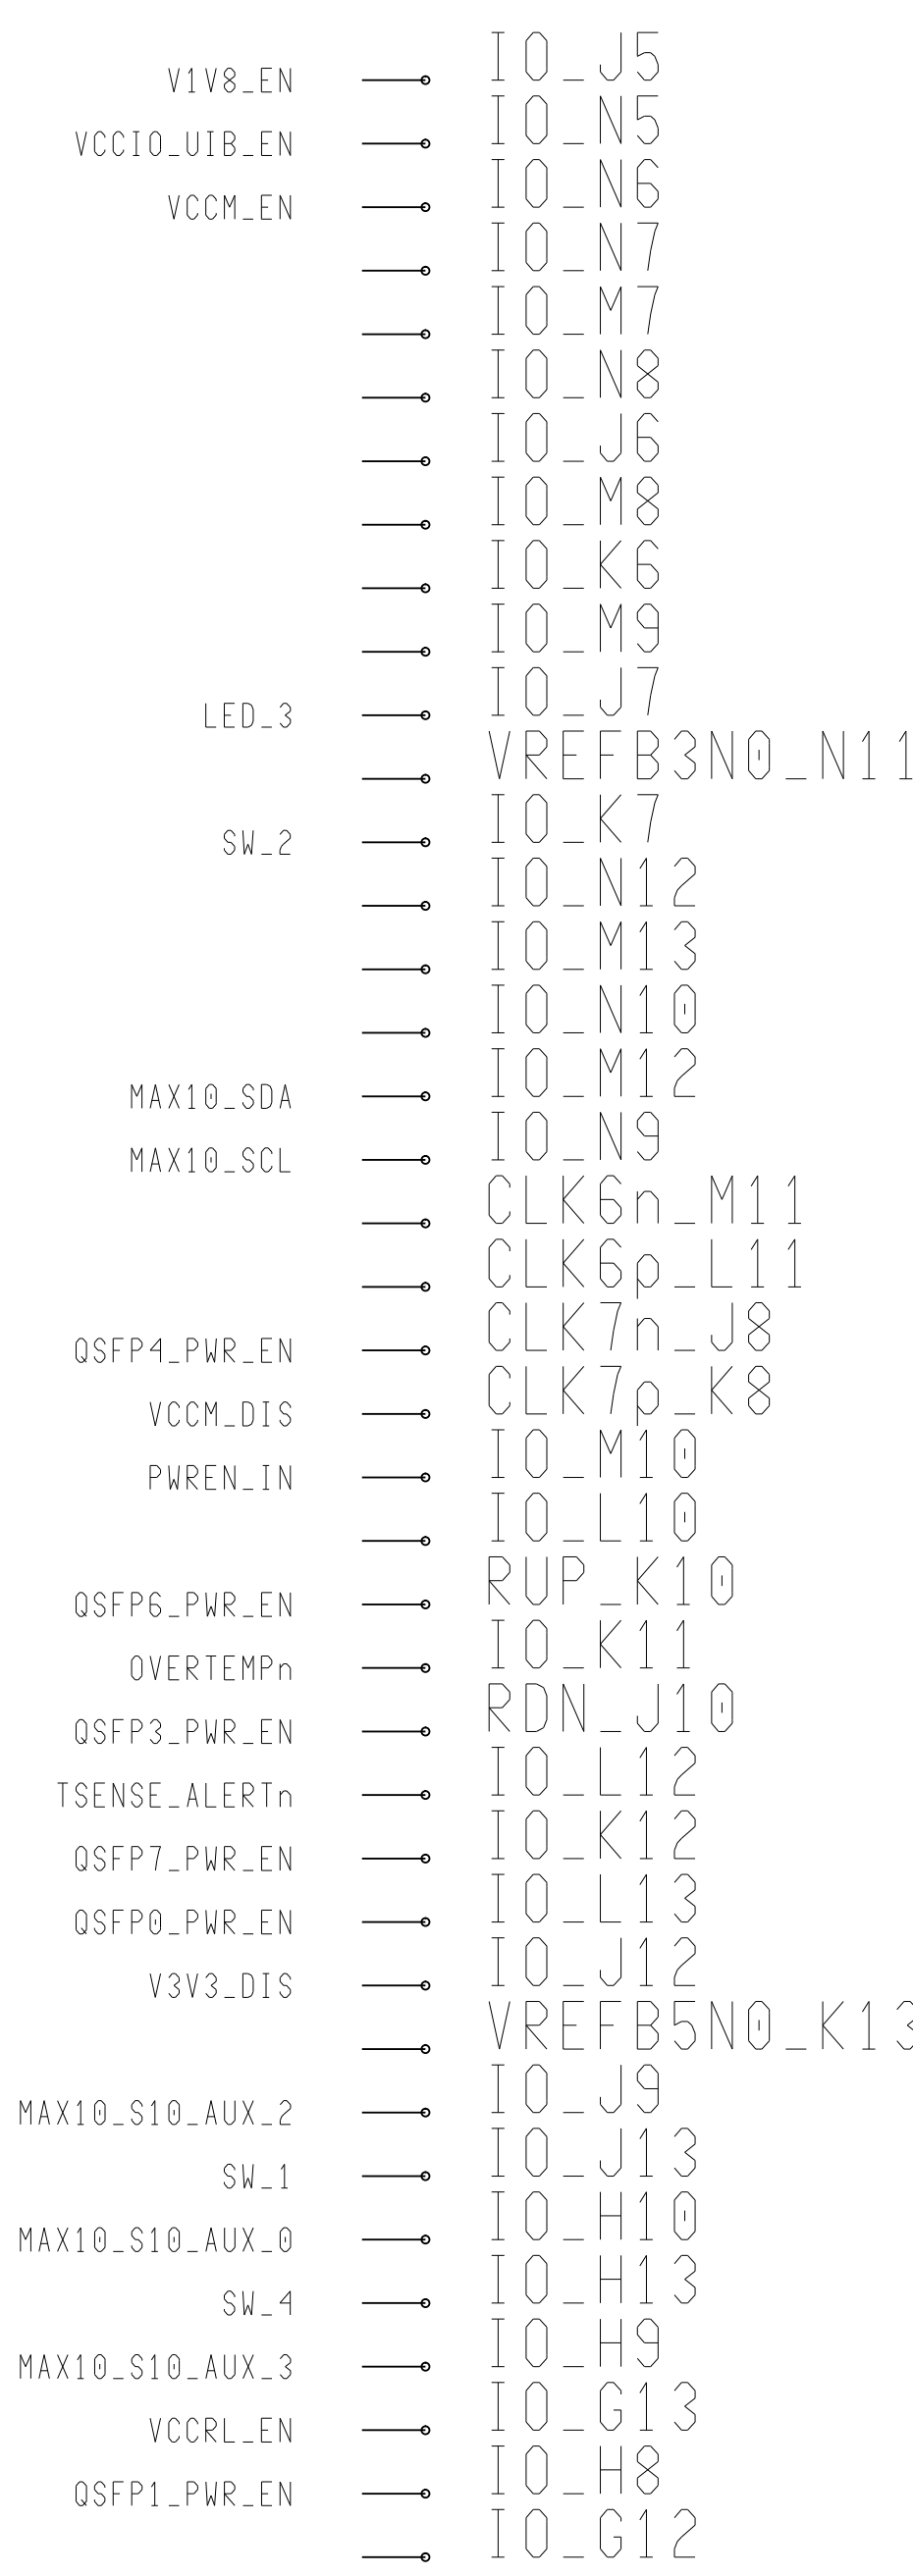 V1V8_EN IO_J5
VCCIO_UIB_EN IO_N5
VCCM_EN IO_N6
IO_N7
IO_M7
IO_N8
IO_J6
IO_M8
IO_K6
IO_M9
LED_3 IO_J7
VREFB3N0_N11
SW_2 IO_K7
IO_N12
IO_M13
IO_N10
MAX10_SDA IO_M12
MAX10_SCL IO_N9
CLK6n_M11
CLK6p_L11
QSFP4_PWR_EN CLK7n_J8
VCCM_DIS CLK7p_K8
PWREN_IN IO_M10
IO_L10
QSFP6_PWR_EN RUP_K10
OVERTEMPn IO_K11
QSFP3_PWR_EN RDN_J10
TSENSE_ALERTn IO_L12
QSFP7_PWR_EN IO_K12
QSFP0_PWR_EN IO_L13
V3V3_DIS IO_J12
VREFB5N0_K13
MAX10_S10_AUX_2 IO_J9
SW_1 IO_J13
MAX10_S10_AUX_0 IO_H10
SW_4 IO_H13
MAX10_S10_AUX_3 IO_H9
VCCRL_EN IO_G13
QSFP1_PWR_EN IO_H8
IO_G12